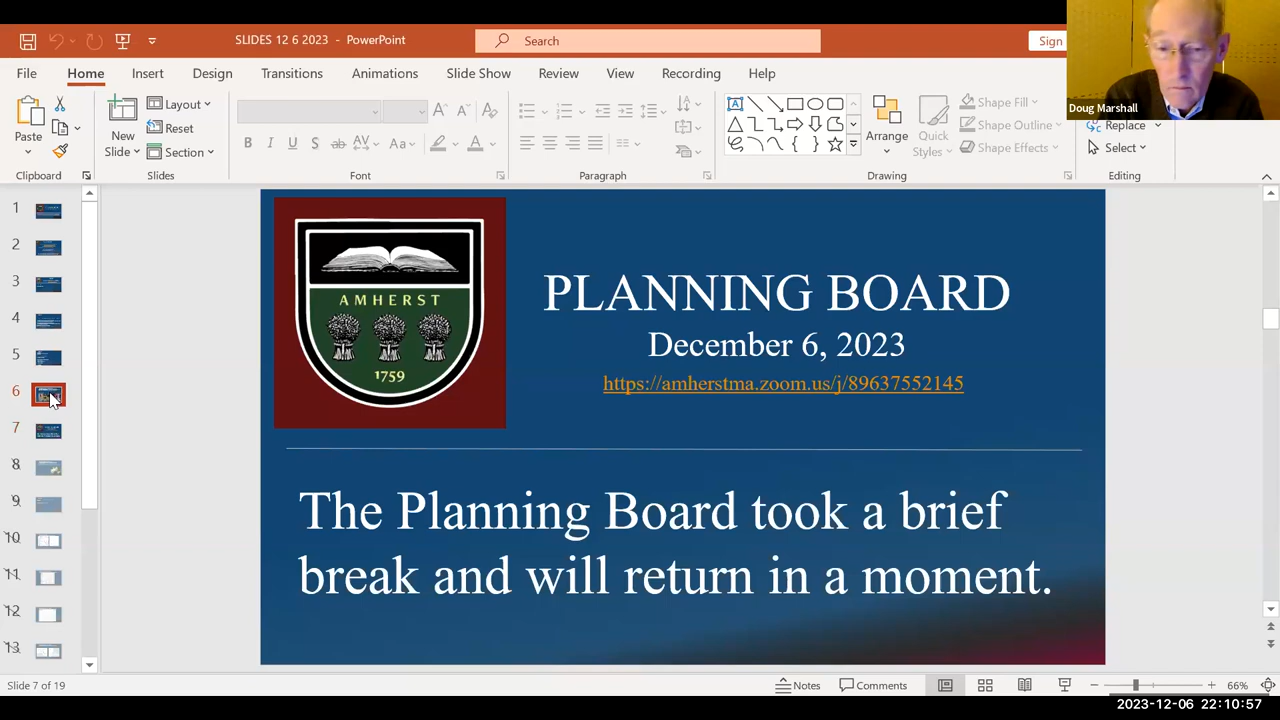 SLIDES 12 6 2023 - PowerPoint
Search
Sign
Doug Marshall
File Home Insert Design Transitions Animations Slide Show Review View Recording Help
Paste
New Slide
Layout
Reset
Section
B I U S ab AV Aa A
A A
Arrange
Quick Styles
Shape Fill
Shape Outline
Shape Effects
Replace
Select
Clipboard Slides Font Paragraph Drawing Editing
1
2
3
4
5
6
7
8
9
10
11
12
13
AMHERST
1759
PLANNING BOARD
December 6, 2023
https://amherstma.zoom.us/j/89637552145
The Planning Board took a brief
break and will return in a moment.
Slide 7 of 19
Notes Comments 66%
2023-12-06 22:10:57